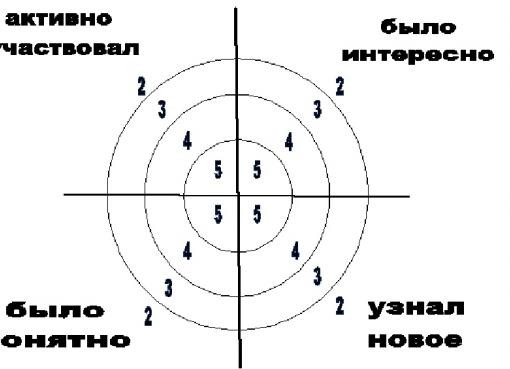 активно
частвовал
было
интересно
2 2
3 3
4 4
5 5
5 5
4 4
3 3
2 2
было
онятно
узнал
новое